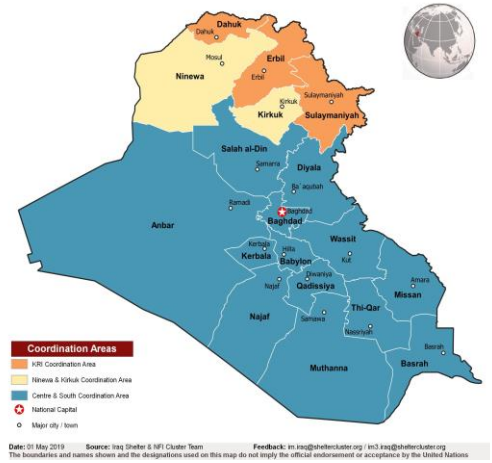 Dahuk
Dahuk
Mosul
Erbil
Ninewa
Erbil
Sulaymaniyah
Kirkuk
Kirkuk
Sulaymaniyah
Salah al-Din
Samarra
Diyala
Ba`aqubah
Ramadi
Baghdad
Anbar
Baghdad
Wassit
Kerbala
Hilla
Kerbala
Babylon
Kut
Najaf
Diwaniya
Qadissiya
Amara
Missan
Thi-Qar
Najaf
Samawa
Nassriyah
Basrah
Muthanna
Basrah
Coordination Areas
KRI Coordination Area
Ninewa & Kirkuk Coordination Area
Centre & South Coordination Area
National Capital
Major city / town
Date: 01 May 2019 Source: Iraq Shelter & NFI Cluster Team Feedback: im.iraq@sheltercluster.org / im3.iraq@sheltercluster.org
The boundaries and names shown and the designations used on this map do not imply the official endorsement or acceptance by the United Nations